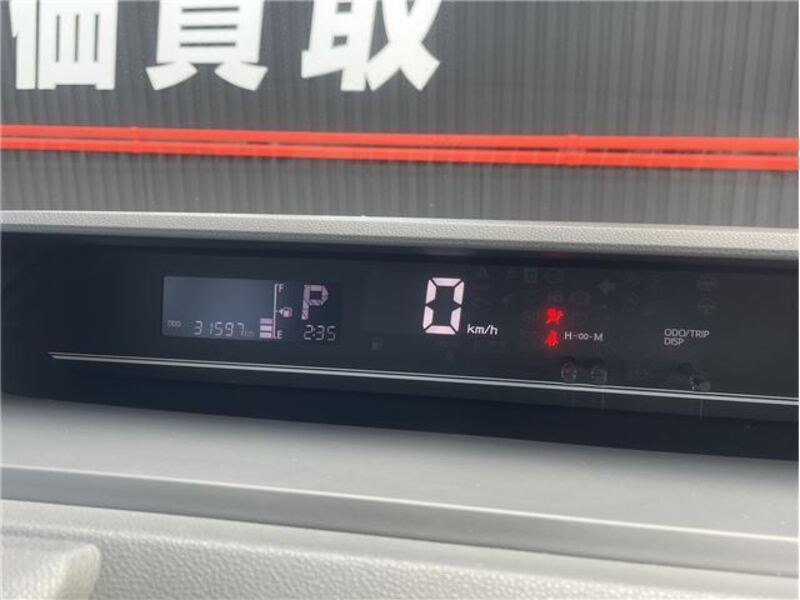 価買取
F
P
0
km/h
ODO 31597 km
E
2:35
H-∞-M
ODO/TRIP
DISP